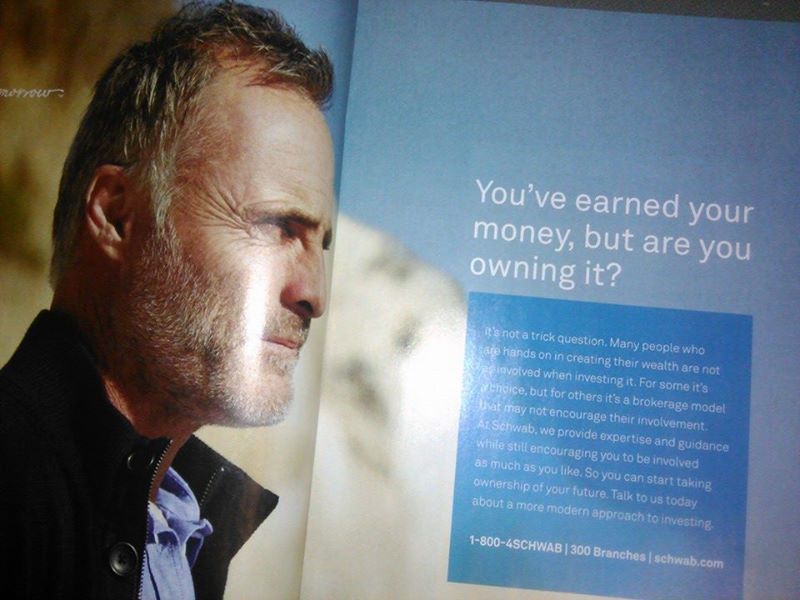 You've earned your
money, but are you
owning it?
It's not a trick question. Many people who
are hands on in creating their wealth are not
involved when investing it. For some it's
choice, but for others it's a brokerage model
that may not encourage their involvement.
At Schwab, we provide expertise and guidance
while still encouraging you to be involved
as much as you like. So you can start taking
ownership of your future. Talk to us today
about a more modern approach to investing.
1-800-4SCHWAB | 300 Branches | schwab.com